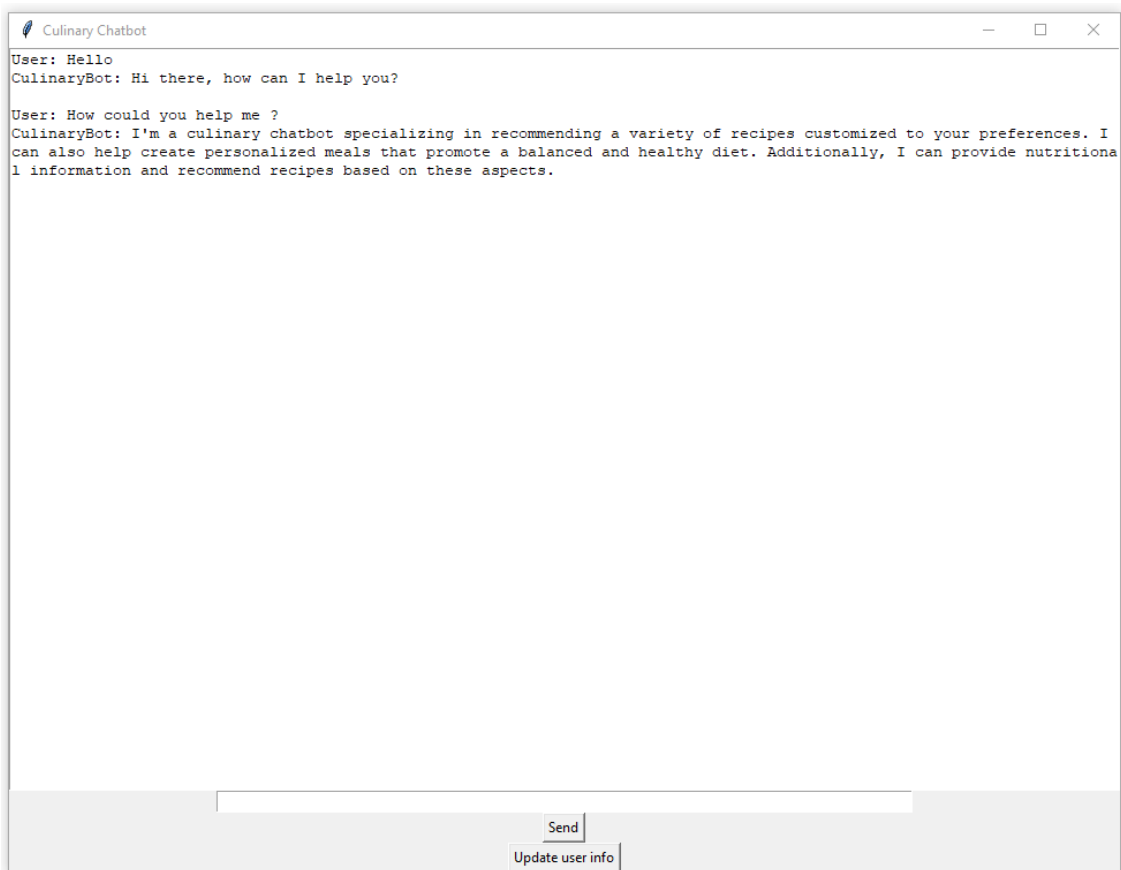 Culinary Chatbot
User: Hello
CulinaryBot: Hi there, how can I help you?
User: How could you help me ?
CulinaryBot: I'm a culinary chatbot specializing in recommending a variety of recipes customized to your preferences. I
can also help create personalized meals that promote a balanced and healthy diet. Additionally, I can provide nutritiona
l information and recommend recipes based on these aspects.
Send
Update user info